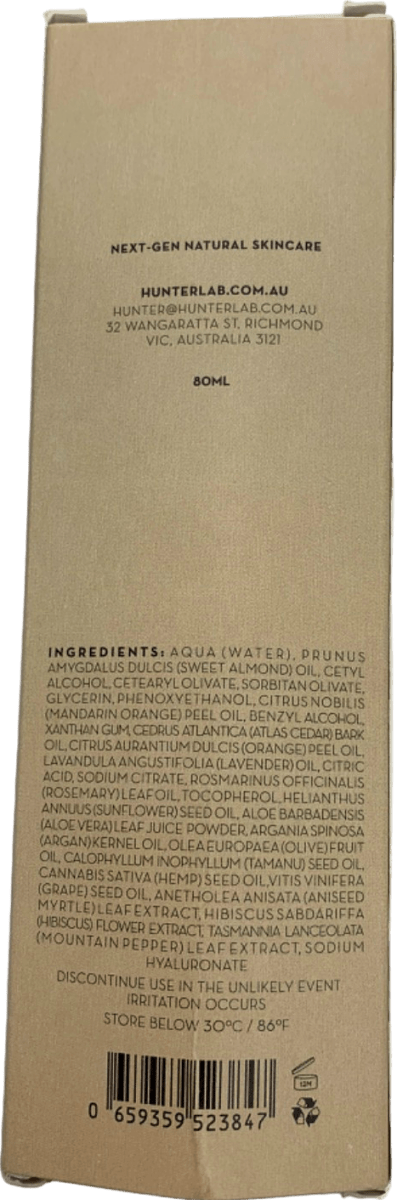 NEXT-GEN NATURAL SKINCARE
HUNTERLAB.COM.AU
HUNTER@HUNTERLAB.COM.AU
32 WANGARATTA ST, RICHMOND
VIC, AUSTRALIA 3121
80ML
INGREDIENTS: AQUA (WATER), PRUNUS
AMYGDALUS DULCIS (SWEET ALMOND) OIL, CETYL
ALCOHOL, CETEARYL OLIVATE, SORBITAN OLIVATE,
GLYCERIN, PHENOXYETHANOL, CITRUS NOBILIS
(MANDARIN ORANGE) PEEL OIL, BENZYL ALCOHOL,
XANTHAN GUM, CEDRUS ATLANTICA (ATLAS CEDAR) BARK
OIL, CITRUS AURANTIUM DULCIS (ORANGE) PEEL OIL,
LAVANDULA ANGUSTIFOLIA (LAVENDER) OIL, CITRIC
ACID, SODIUM CITRATE, ROSMARINUS OFFICINALIS
(ROSEMARY) LEAF OIL, TOCOPHEROL, HELIANTHUS
ANNUUS (SUNFLOWER) SEED OIL, ALOE BARBADENSIS
(ALOE VERA) LEAF JUICE POWDER, ARGANIA SPINOSA
(ARGAN) KERNEL OIL, OLEA EUROPAEA (OLIVE) FRUIT
OIL, CALOPHYLLUM INOPHYLLUM (TAMANU) SEED OIL,
CANNABIS SATIVA (HEMP) SEED OIL, VITIS VINIFERA
(GRAPE) SEED OIL, ANETHOLEA ANISATA (ANISEED
MYRTLE) LEAF EXTRACT, HIBISCUS SABDARIFFA
(HIBISCUS) FLOWER EXTRACT, TASMANNIA LANCEOLATA
(MOUNTAIN PEPPER) LEAF EXTRACT, SODIUM
HYALURONATE
DISCONTINUE USE IN THE UNLIKELY EVENT
IRRITATION OCCURS
STORE BELOW 30°C / 86°F
12M
0 659359 523847